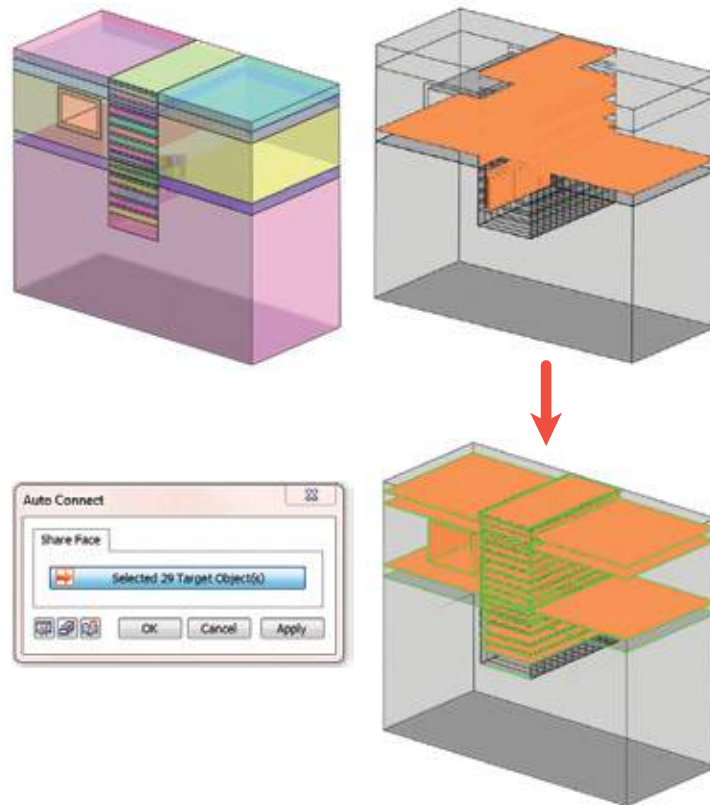 Auto Connect
Share Face
Selected 29 Target Object(s)
OK
Cancel
Apply